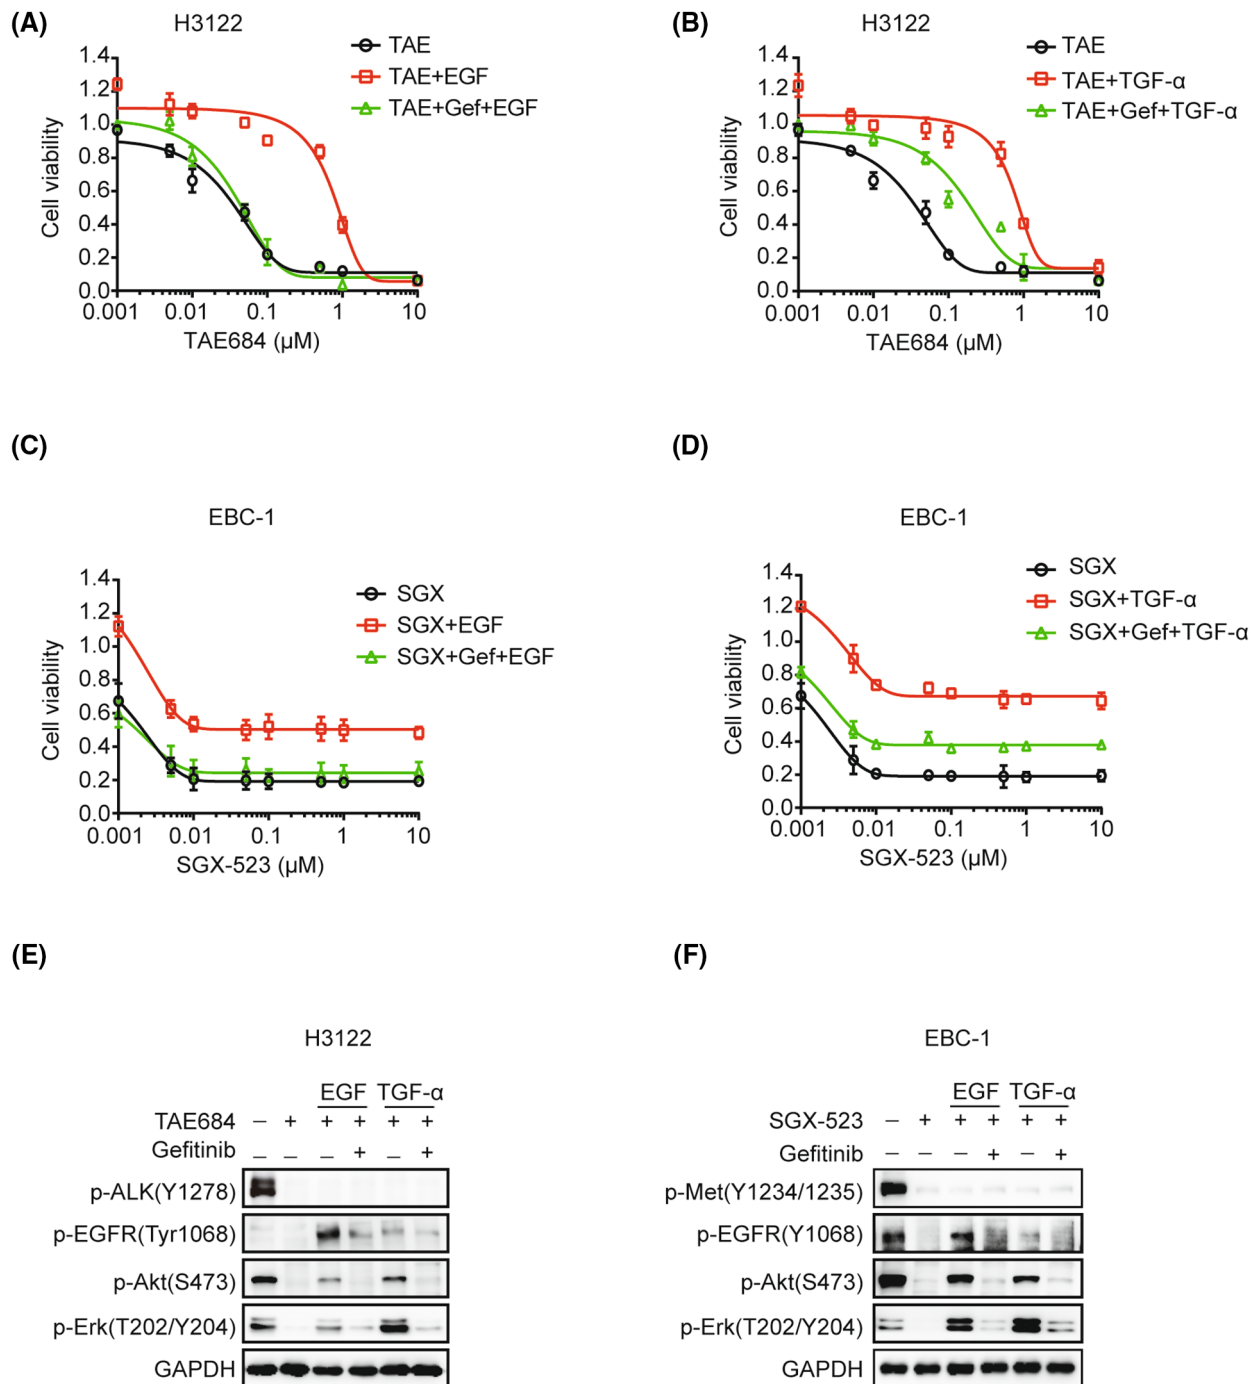 (A)
H3122
TAE
TAE+EGF
TAE+Gef+EGF
1.4
1.2
1.0
0.8
0.6
0.4
0.2
0.0
Cell viability
0.001 0.01 0.1 1 10
TAE684 (μM)
(B)
H3122
TAE
TAE+TGF-α
TAE+Gef+TGF-α
1.4
1.2
1.0
0.8
0.6
0.4
0.2
0.0
Cell viability
0.001 0.01 0.1 1 10
TAE684 (μM)
(C)
EBC-1
SGX
SGX+EGF
SGX+Gef+EGF
1.4
1.2
1.0
0.8
0.6
0.4
0.2
0.0
Cell viability
0.001 0.01 0.1 1 10
SGX-523 (μM)
(D)
EBC-1
SGX
SGX+TGF-α
SGX+Gef+TGF-α
1.4
1.2
1.0
0.8
0.6
0.4
0.2
0.0
Cell viability
0.001 0.01 0.1 1 10
SGX-523 (μM)
(E)
H3122
EGF TGF-α
TAE684 – + + + + +
Gefitinib – – – + – +
p-ALK(Y1278)
p-EGFR(Tyr1068)
p-Akt(S473)
p-Erk(T202/Y204)
GAPDH
(F)
EBC-1
EGF TGF-α
SGX-523 – + + + + +
Gefitinib – – – + – +
p-Met(Y1234/1235)
p-EGFR(Y1068)
p-Akt(S473)
p-Erk(T202/Y204)
GAPDH